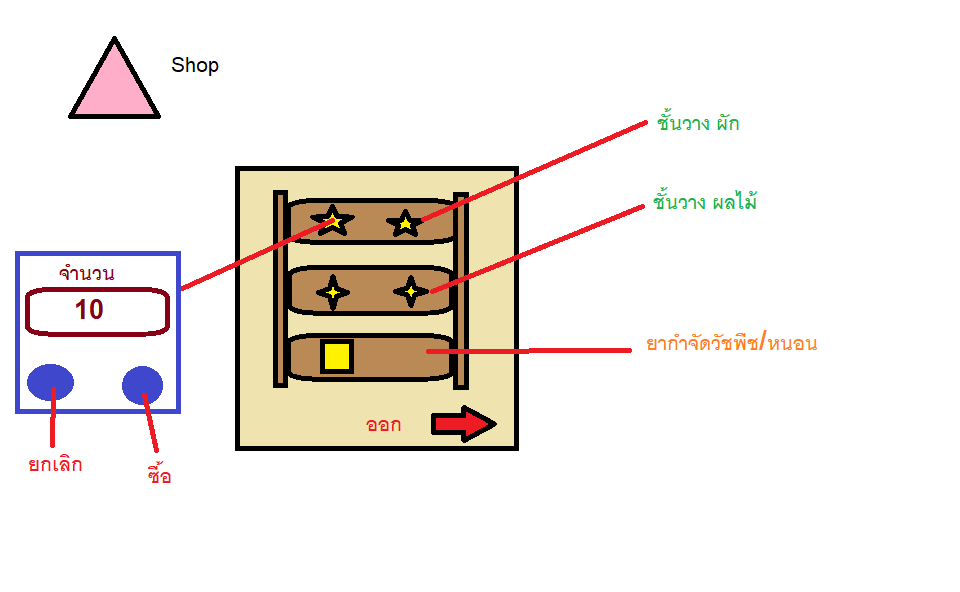 Shop
ชั้นวาง ผัก
ชั้นวาง ผลไม้
จำนวน
10
ยากำจัดวัชพืช/หนอน
ออก
ยกเลิก
ซื้อ